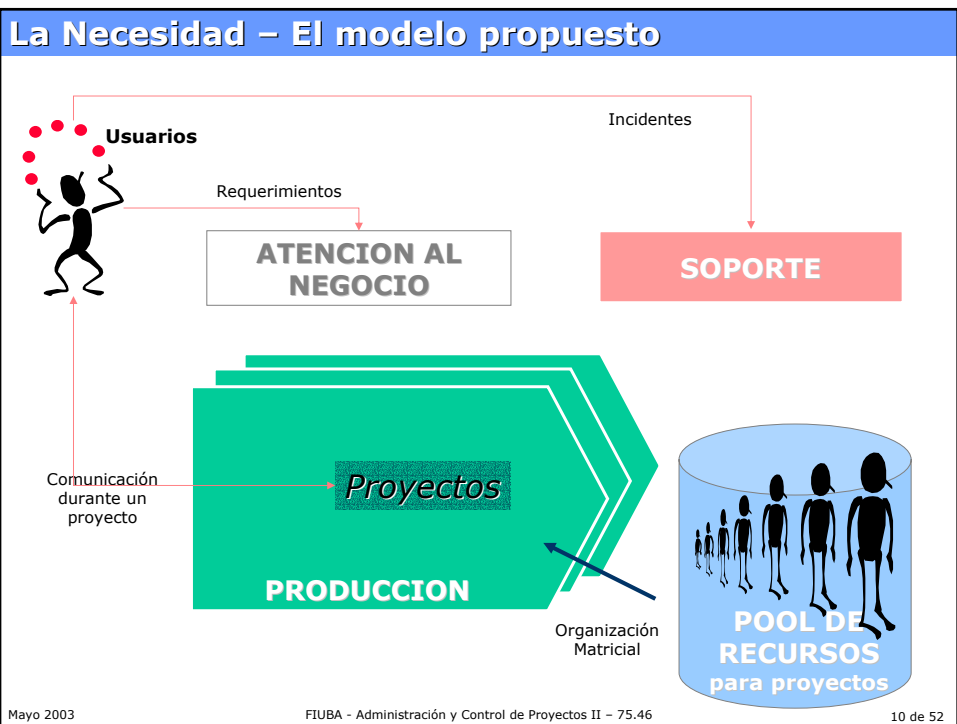 La Necesidad – El modelo propuesto
Incidentes
Usuarios
Requerimientos
ATENCION AL
NEGOCIO
SOPORTE
Comunicación
durante un
proyecto
Proyectos
PRODUCCION
Organización
Matricial
POOL DE
RECURSOS
para proyectos
Mayo 2003
FIUBA - Administración y Control de Proyectos II – 75.46
10 de 52